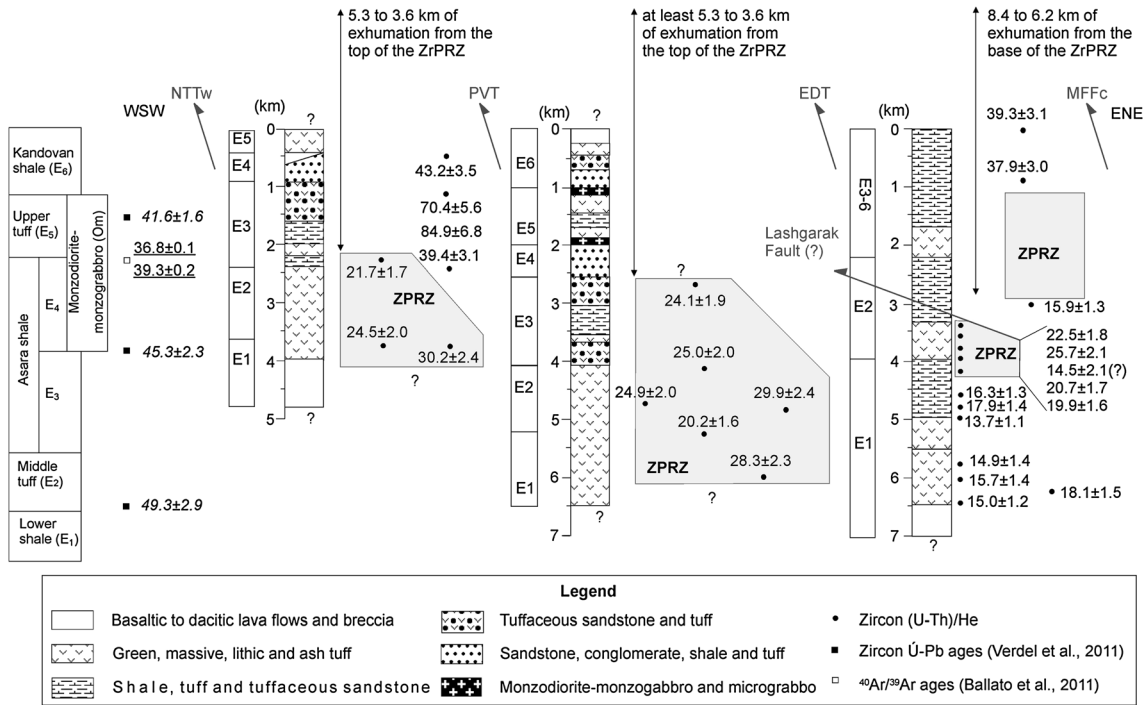 5.3 to 3.6 km of
exhumation from the
top of the ZrPRZ
at least 5.3 to 3.6 km
of exhumation from
the top of the ZrPRZ
8.4 to 6.2 km of
exhumation from the
base of the ZrPRZ
NTTw
PVT
EDT
MFFc
WSW
ENE
Kandovan
shale (E6)
Upper
tuff (E5)
Monzodiorite-
monzograbbro (Om)
Asara shale
E4
E3
Middle
tuff (E2)
Lower
shale (E1)
41.6±1.6
36.8±0.1
39.3±0.2
45.3±2.3
49.3±2.9
(km)
?
0
1
2
3
4
5
E5
E4
E3
E2
E1
?
43.2±3.5
70.4±5.6
84.9±6.8
39.4±3.1
21.7±1.7
ZPRZ
24.5±2.0
30.2±2.4
?
(km)
?
0
1
2
3
4
5
6
7
E6
E5
E4
E3
E2
E1
?
?
24.1±1.9
25.0±2.0
24.9±2.0
29.9±2.4
20.2±1.6
28.3±2.3
ZPRZ
?
Lashgarak
Fault (?)
(km)
0
1
2
3
4
5
6
7
E3-6
E2
E1
?
39.3±3.1
37.9±3.0
ZPRZ
15.9±1.3
ZPRZ
22.5±1.8
25.7±2.1
14.5±2.1(?)
20.7±1.7
19.9±1.6
16.3±1.3
17.9±1.4
13.7±1.1
14.9±1.4
15.7±1.4
15.0±1.2
18.1±1.5
Legend
Basaltic to dacitic lava flows and breccia
Green, massive, lithic and ash tuff
Shale, tuff and tuffaceous sandstone
Tuffaceous sandstone and tuff
Sandstone, conglomerate, shale and tuff
Monzodiorite-monzogabbro and micrograbbo
Zircon (U-Th)/He
Zircon Ú-Pb ages (Verdel et al., 2011)
⁴⁰Ar/³⁹Ar ages (Ballato et al., 2011)